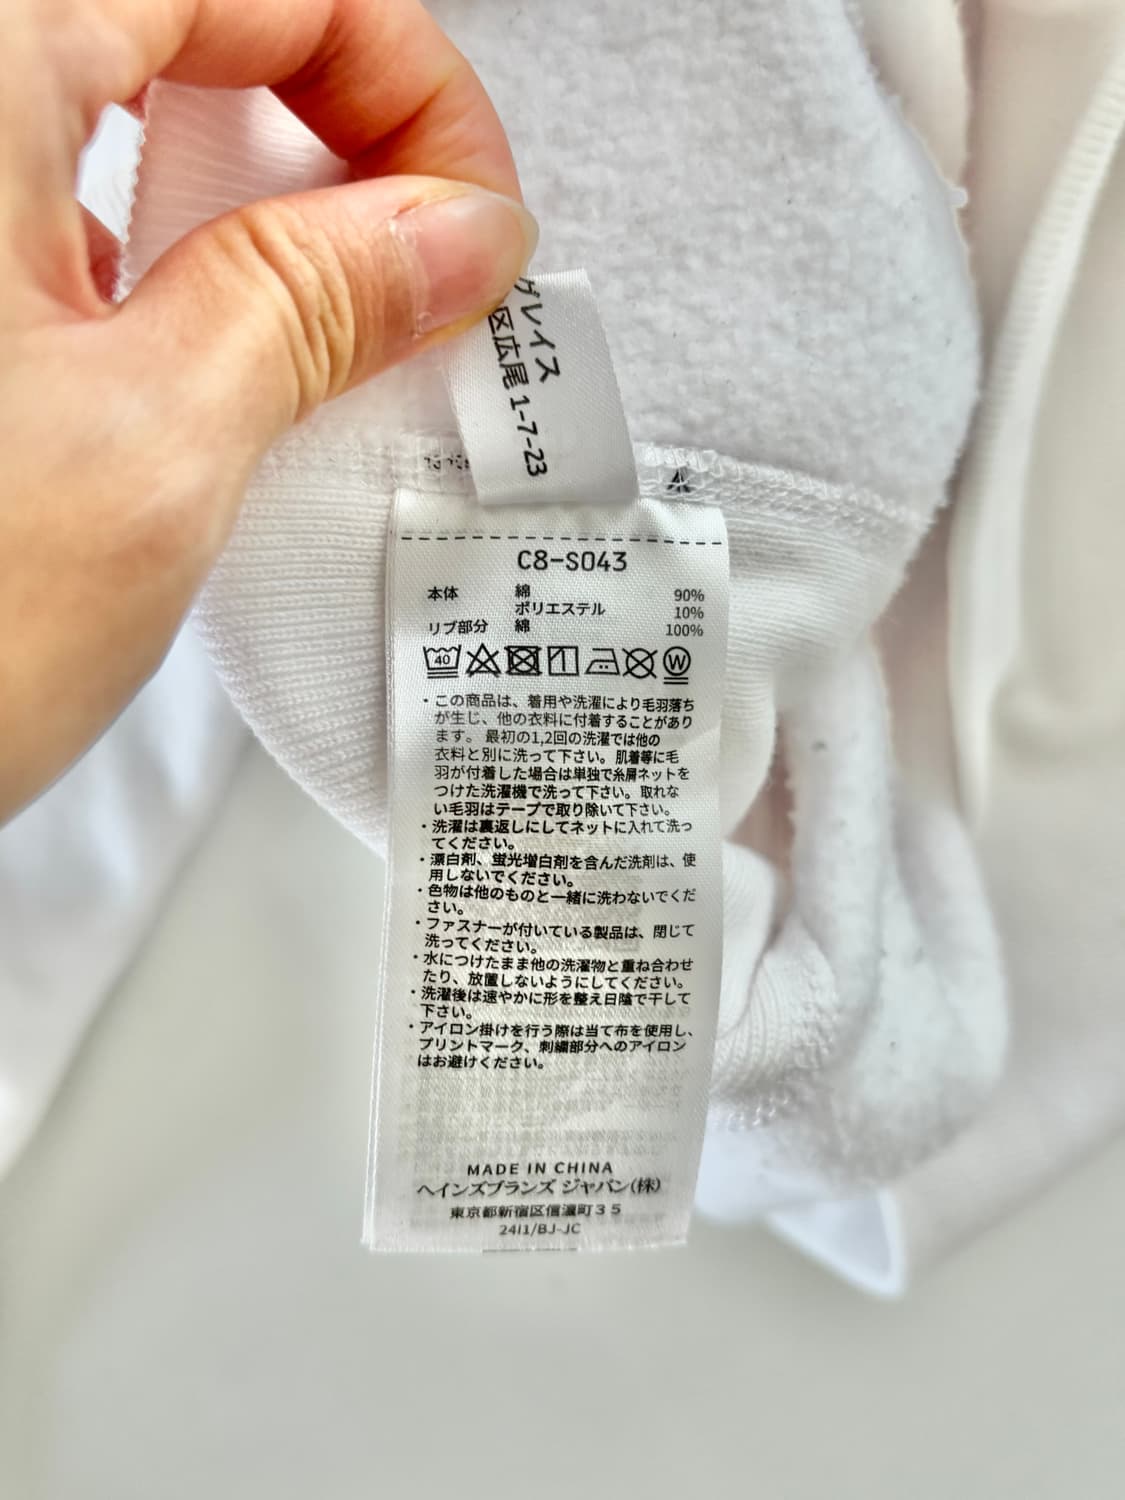 グレイス
区広尾 1-7-23
C8-S043
本体 綿 90%
ポリエステル 10%
リブ部分 綿 100%
40 W
・この商品は、着用や洗濯により毛羽落ち
が生じ、他の衣料に付着することがあり
ます。 最初の1,2回の洗濯では他の
衣料と別に洗って下さい。肌着等に毛
羽が付着した場合は単独で糸屑ネットを
つけた洗濯機で洗って下さい。取れな
い毛羽はテープで取り除いて下さい。
・洗濯は裏返しにしてネットに入れて洗っ
てください。
・漂白剤、蛍光増白剤を含んだ洗剤は、使
用しないでください。
・色物は他のものと一緒に洗わないでくだ
さい。
・ファスナーが付いている製品は、閉じて
洗ってください。
・水につけたまま他の洗濯物と重ね合わせ
たり、放置しないようにしてください。
・洗濯後は速やかに形を整え日陰で干して
下さい。
・アイロン掛けを行う際は当て布を使用し、
プリントマーク、刺繍部分へのアイロン
はお避けください。
MADE IN CHINA
ヘインズブランズ ジャパン(株)
東京都新宿区信濃町35
24I1/BJ-JC